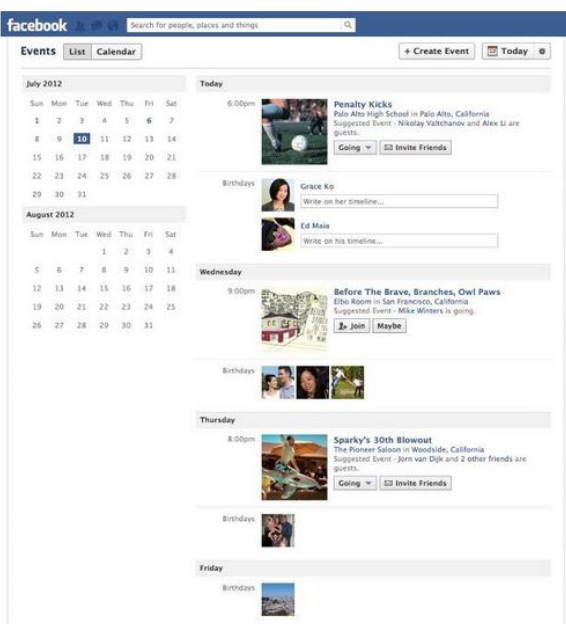 facebook
Search for people, places and things
Events List Calendar
+ Create Event
Today
July 2012
Sun Mon Tue Wed Thu Fri Sat
1 2 3 4 5 6 7
8 9 10 11 12 13 14
15 16 17 18 19 20 21
22 23 24 25 26 27 28
29 30 31
August 2012
Sun Mon Tue Wed Thu Fri Sat
1 2 3 4
5 6 7 8 9 10 11
12 13 14 15 16 17 18
19 20 21 22 23 24 25
26 27 28 29 30 31
Today
6:00pm
Penalty Kicks
Palo Alto High School in Palo Alto, California
Suggested Event · Nikolay Valtchanov and Alex Li are
guests.
Going
Invite Friends
Birthdays
Grace Ko
Write on her timeline...
Ed Maia
Write on his timeline...
Wednesday
9:00pm
Before The Brave, Branches, Owl Paws
Elbo Room in San Francisco, California
Suggested Event · Mike Winters is going.
Join
Maybe
Birthdays
Thursday
8:00pm
Sparky's 30th Blowout
The Pioneer Saloon in Woodside, California
Suggested Event · Jorn van Dijk and 2 other friends are
guests.
Going
Invite Friends
Birthdays
Friday
Birthdays